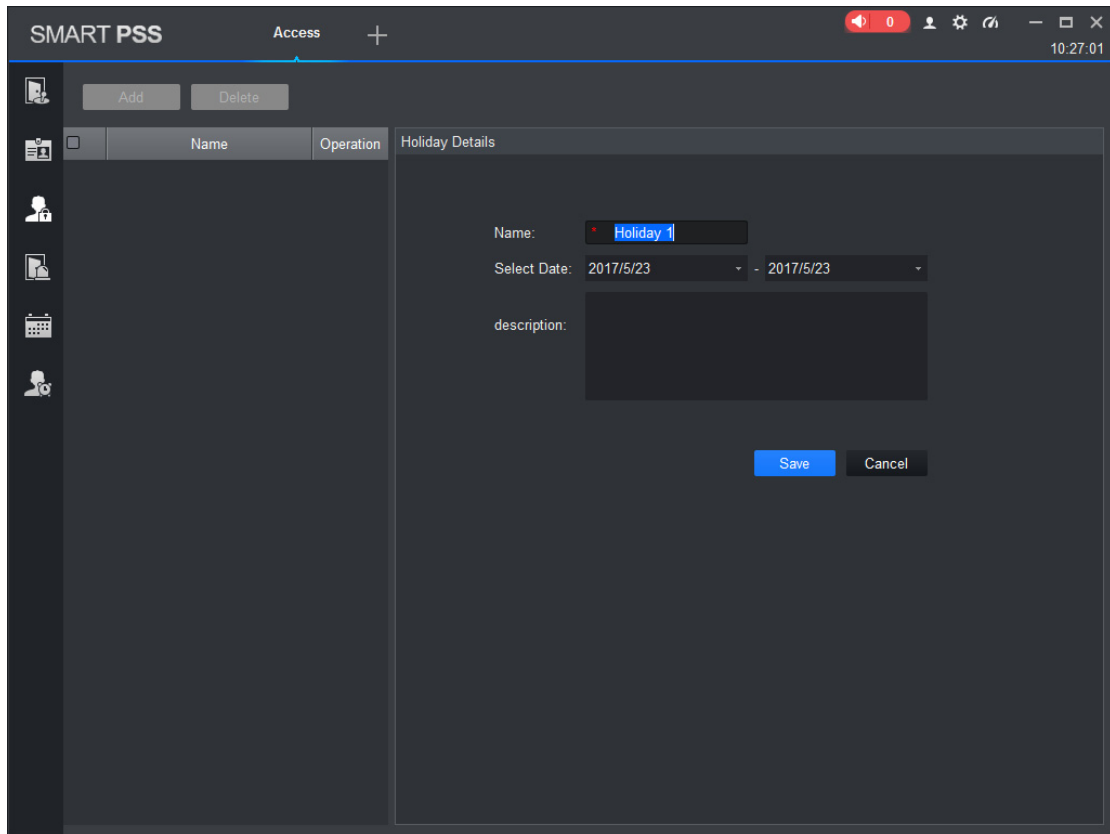 SMART PSS Access + 0
10:27:01
Add Delete
Name Operation Holiday Details
Name: * Holiday 1
Select Date: 2017/5/23 - 2017/5/23
description:
Save Cancel